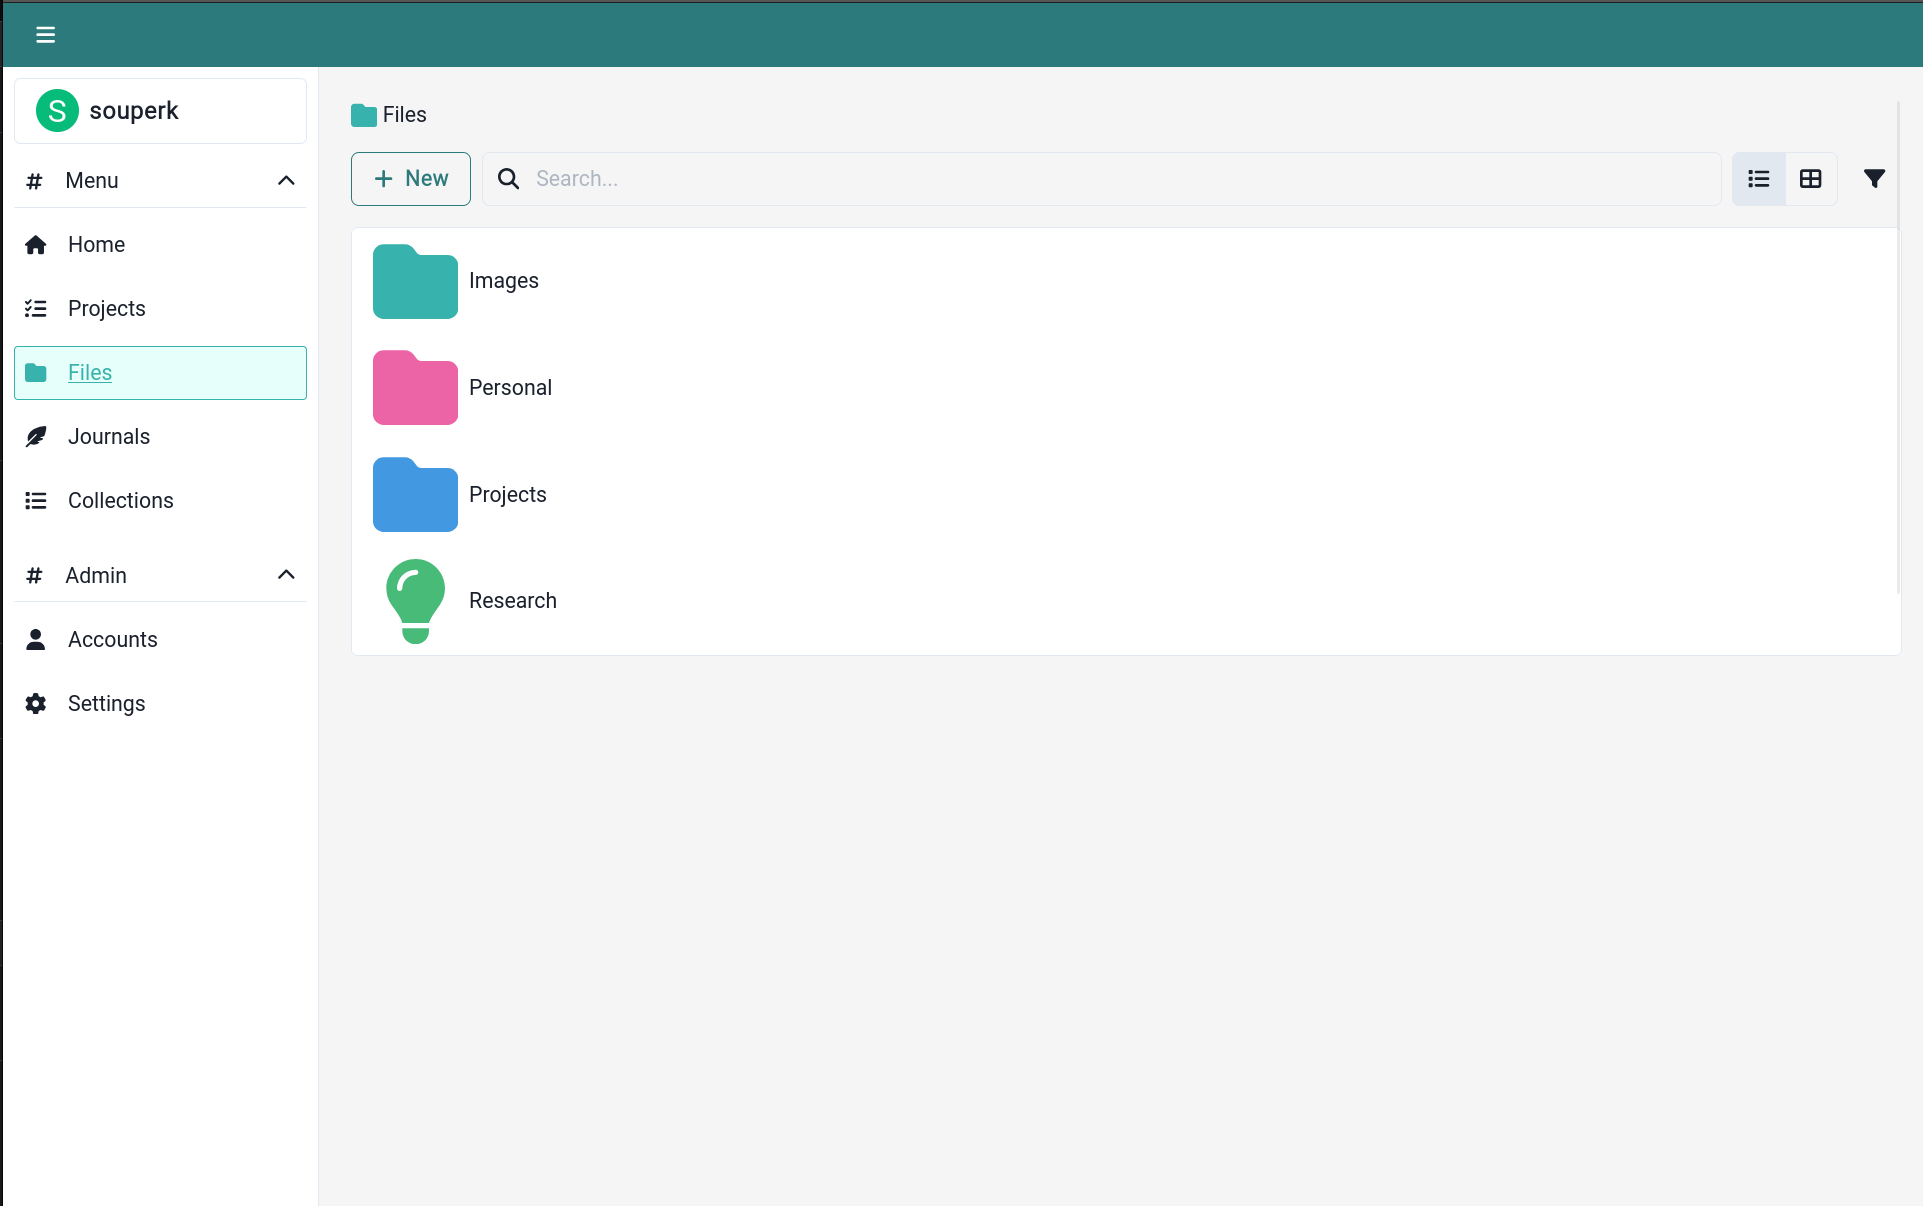 S souperk
# Menu
Home
Projects
Files
Journals
Collections
# Admin
Accounts
Settings
Files
+ New
Search...
Images
Personal
Projects
Research